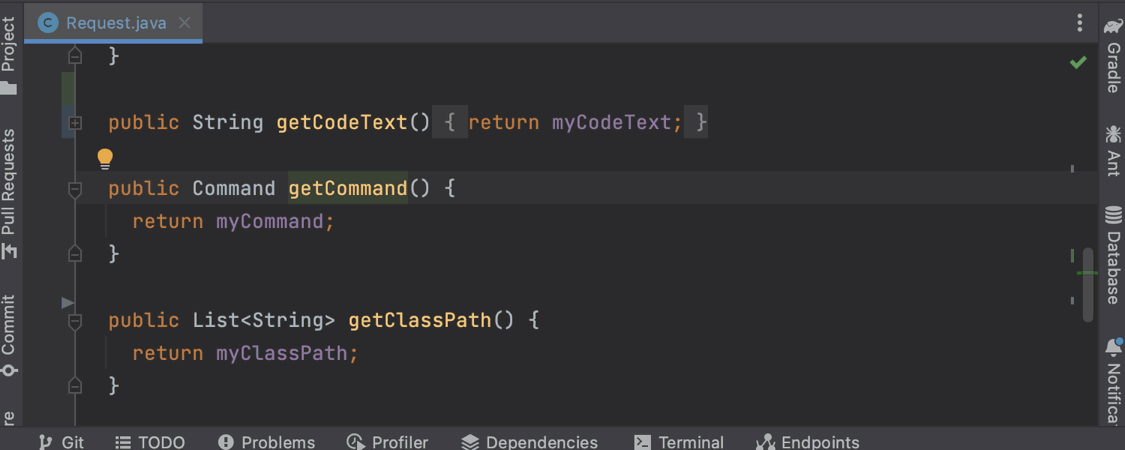 Request.java
}
public String getCodeText() { return myCodeText; }
public Command getCommand() {
return myCommand;
}
public List<String> getClassPath() {
return myClassPath;
}
Project
Pull Requests
Commit
re
Gradle
Ant
Database
Notifica
Git
TODO
Problems
Profiler
Dependencies
Terminal
Endpoints